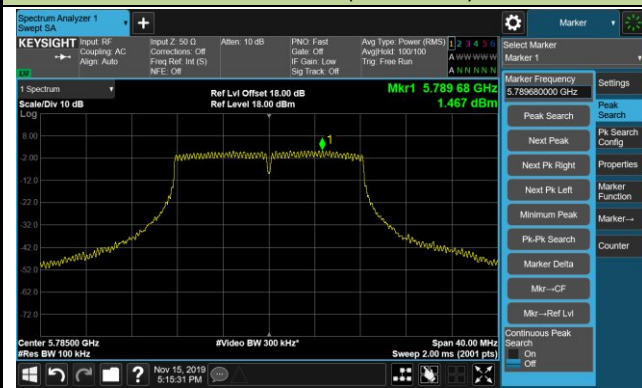 Spectrum Analyzer 1
Swept SA
Marker
KEYSIGHT
Input: RF
Coupling: AC
Align: Auto
Input Z: 50 Ω
Corrections: Off
Freq Ref: Int (S)
NFE: Off
Atten: 10 dB
PNO: Fast
Gate: Off
IF Gain: Low
Sig Track: Off
Avg Type: Power (RMS)
Avg|Hold: 100/100
Trig: Free Run
1 2 3 4 5 6
A W W W W W
A N N N N N
Select Marker
Marker 1
1 Spectrum
Scale/Div 10 dB
Log
Ref Lvl Offset 18.00 dB
Ref Level 18.00 dBm
Mkr1 5.789 68 GHz
1.467 dBm
8.00
-2.00
-12.0
-22.0
-32.0
-42.0
-52.0
-62.0
-72.0
1
Center 5.78500 GHz
#Res BW 100 kHz
#Video BW 300 kHz*
Span 40.00 MHz
Sweep 2.00 ms (2001 pts)
Marker Frequency
5.789680000 GHz
Peak Search
Next Peak
Next Pk Right
Next Pk Left
Minimum Peak
Pk-Pk Search
Marker Delta
Mkr→CF
Mkr→Ref Lvl
Continuous Peak
Search
On
Off
Settings
Peak
Search
Pk Search
Config
Properties
Marker
Function
Marker→
Counter
Nov 15, 2019
5:15:31 PM